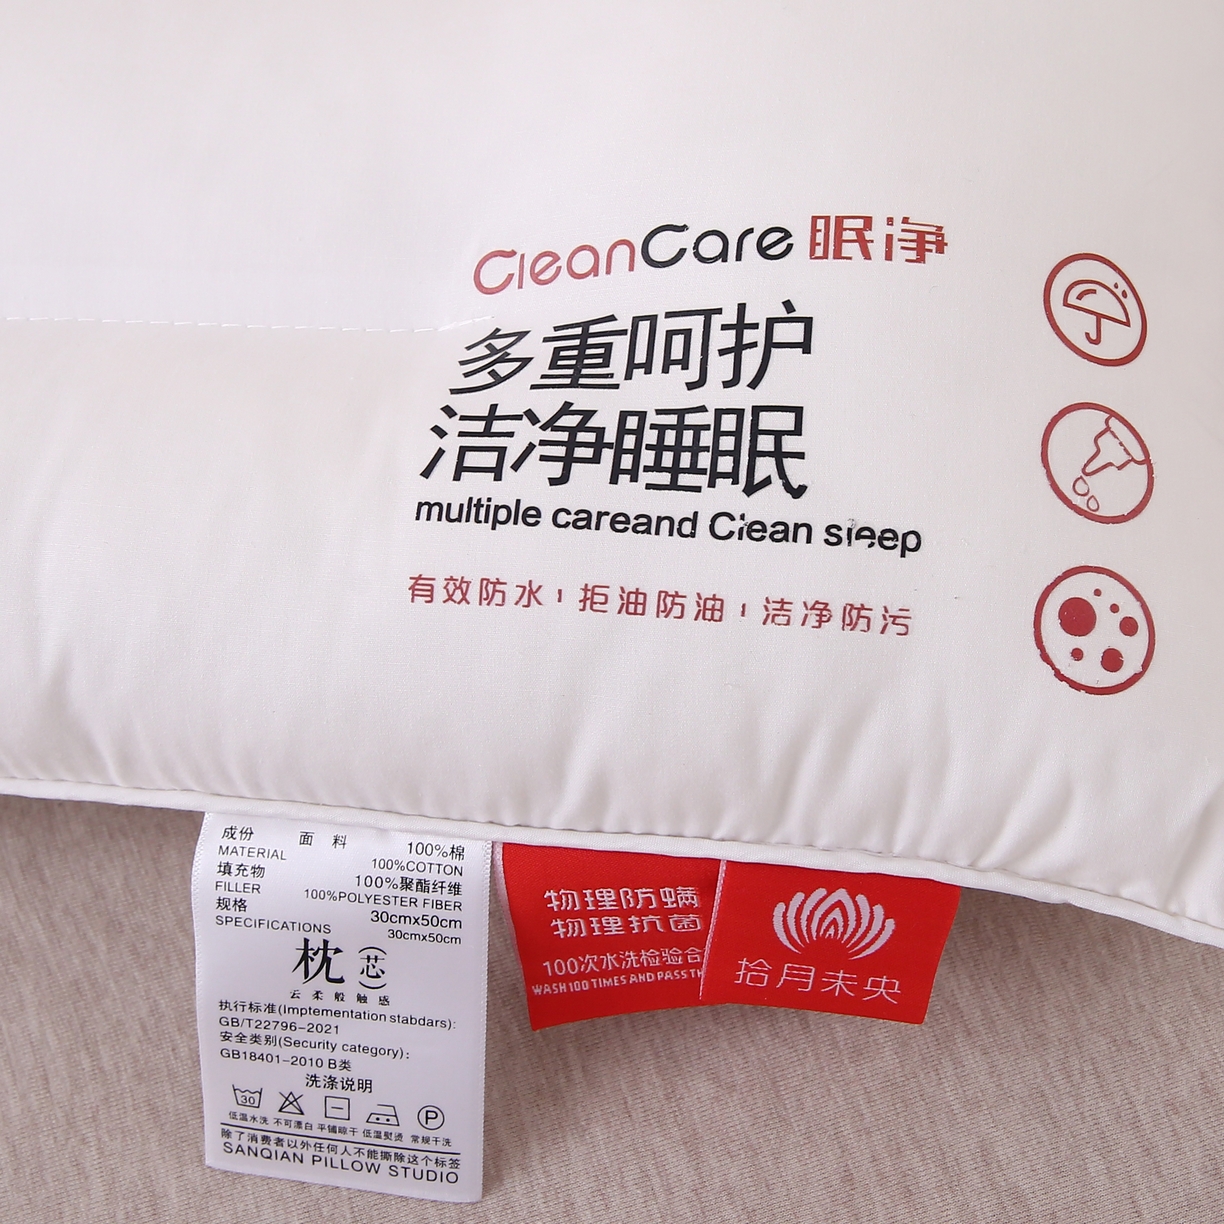 CleanCare 眠净
多重呵护
洁净睡眠
multiple careand Clean sleep
有效防水 | 拒油防油 | 洁净防污
成份 面 料 100%棉
MATERIAL 100%COTTON
填充物 100%聚酯纤维
FILLER 100%POLYESTER FIBER
规格 30cmx50cm
SPECIFICATIONS 30cmx50cm
枕(芯)
云柔般触感
执行标准(Imptementation stabdars):
GB/T22796-2021
安全类别(Security category):
GB18401-2010 B类
洗涤说明
30 P
低温水洗 不可漂白 平铺晾干 低温熨烫 常规干洗
除了消费者以外任何人不能撕除这个标签
SANQIAN PILLOW STUDIO
物理防螨
物理抗菌
100次水洗检验合
WASH 100 TIMES AND PASS TH
拾月未央